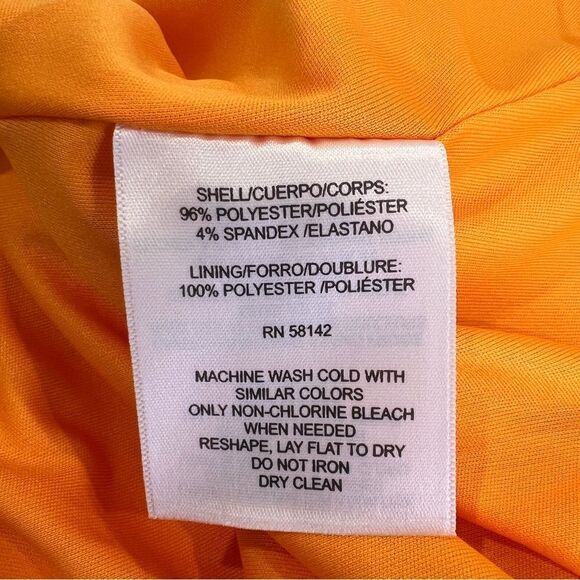 SHELL/CUERPO/CORPS:
96% POLYESTER/POLIÉSTER
4% SPANDEX /ELASTANO
LINING/FORRO/DOUBLURE:
100% POLYESTER /POLIÉSTER
RN 58142
MACHINE WASH COLD WITH
SIMILAR COLORS
ONLY NON-CHLORINE BLEACH
WHEN NEEDED
RESHAPE, LAY FLAT TO DRY
DO NOT IRON
DRY CLEAN